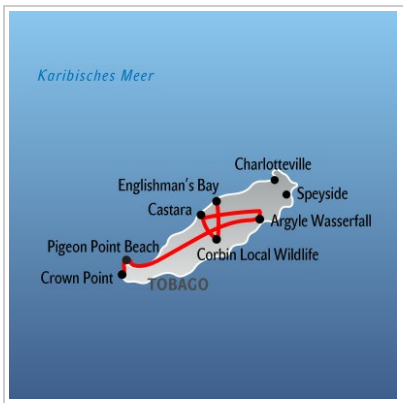 Karibisches Meer
Charlotteville
Englishman's Bay
Speyside
Castara
Argyle Wasserfall
Pigeon Point Beach
Corbin Local Wildlife
Crown Point
TOBAGO